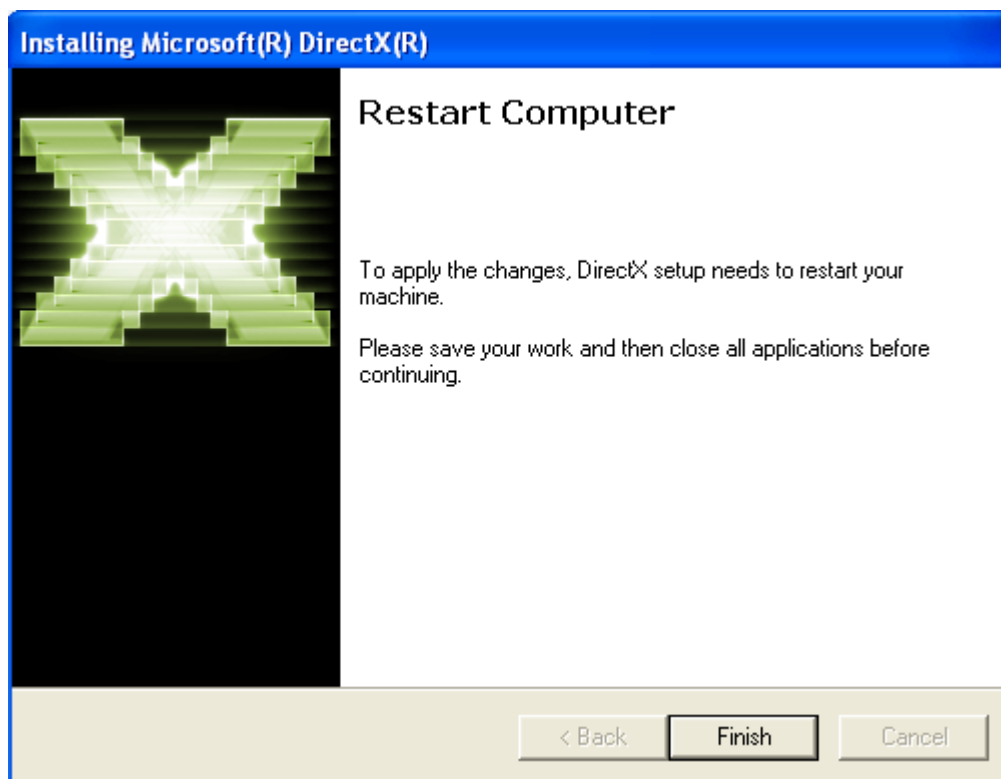 Installing Microsoft(R) DirectX(R)
Restart Computer
To apply the changes, DirectX setup needs to restart your
machine.
Please save your work and then close all applications before
continuing.
< Back
Finish
Cancel